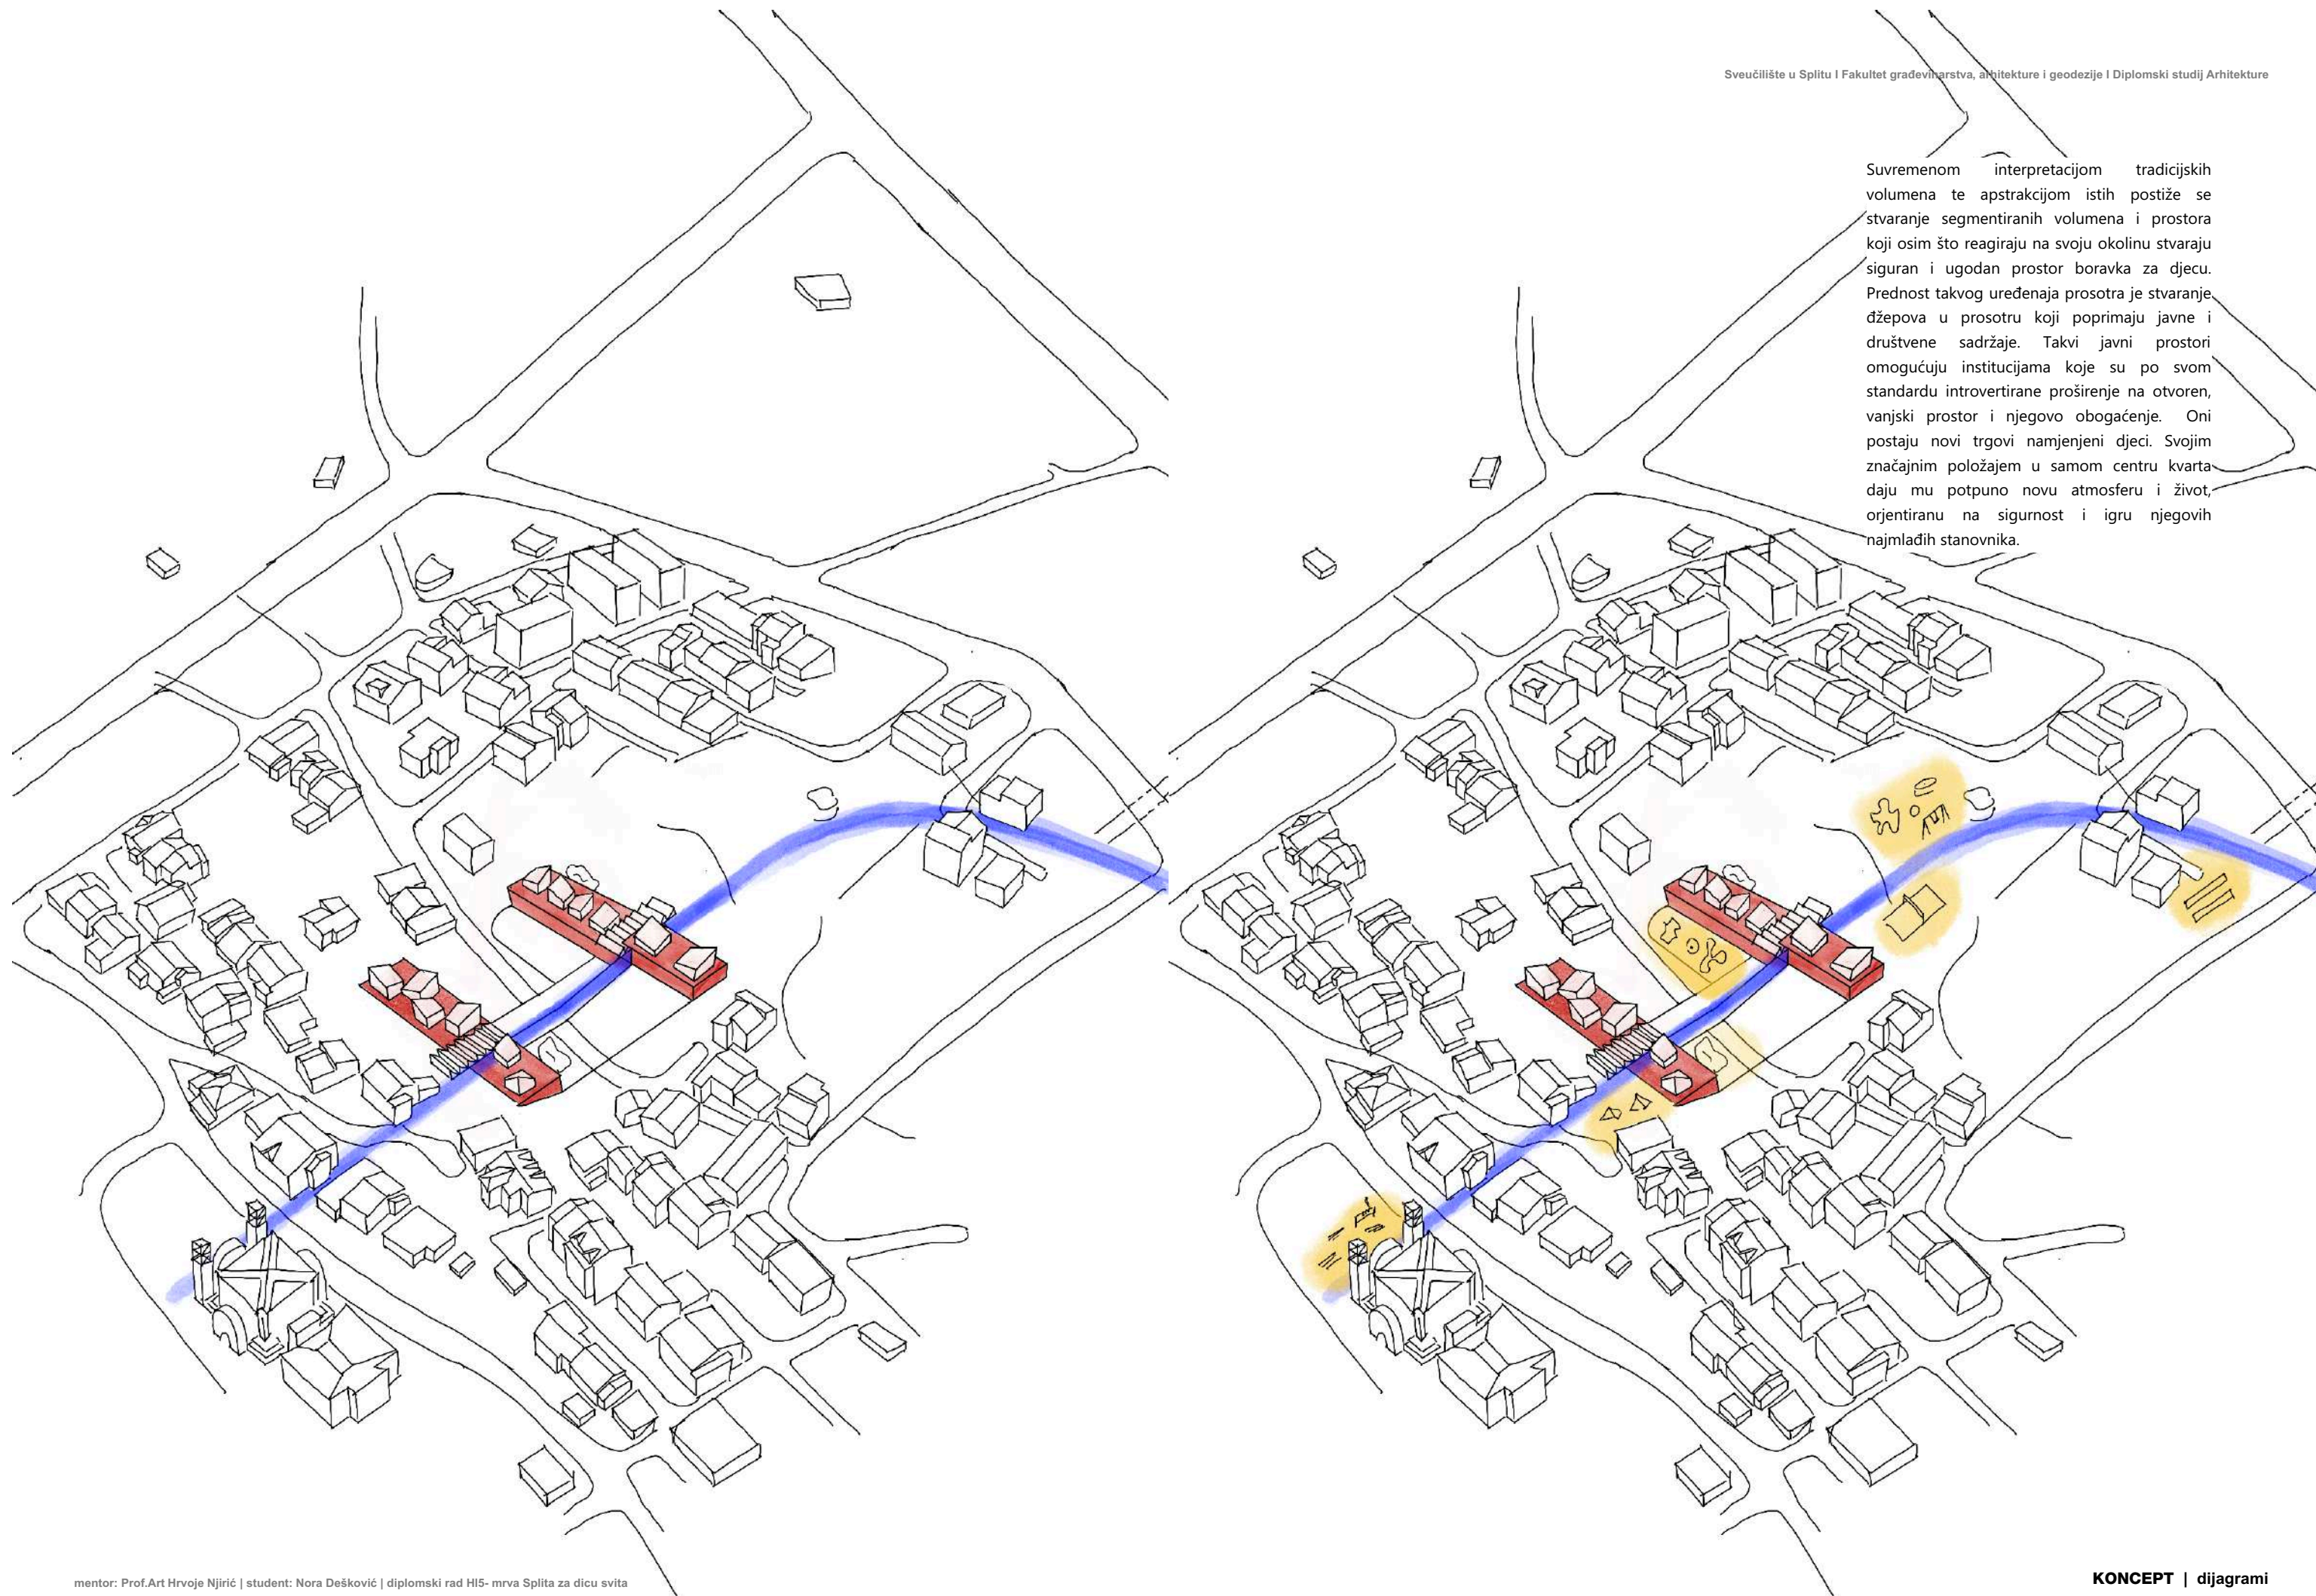 Sveučilište u Splitu I Fakultet građevinarstva, arhitekture i geodezije I Diplomski studij Arhitekture
Suvremenom interpretacijom tradicijskih
volumena te apstrakcijom istih postiže se
stvaranje segmentiranih volumena i prostora
koji osim što reagiraju na svoju okolinu stvaraju
siguran i ugodan prostor boravka za djecu.
Prednost takvog uređenaja prosotra je stvaranje
đžepova u prosotru koji poprimaju javne i
društvene sadržaje. Takvi javni prostori
omogućuju institucijama koje su po svom
standardu introvertirane proširenje na otvoren,
vanjski prostor i njegovo obogaćenje. Oni
postaju novi trgovi namjenjeni djeci. Svojim
značajnim položajem u samom centru kvarta
daju mu potpuno novu atmosferu i život,
orjentiranu na sigurnost i igru njegovih
najmlađih stanovnika.
mentor: Prof.Art Hrvoje Njirić | student: Nora Dešković | diplomski rad HI5- mrva Splita za dicu svita
KONCEPT | dijagrami